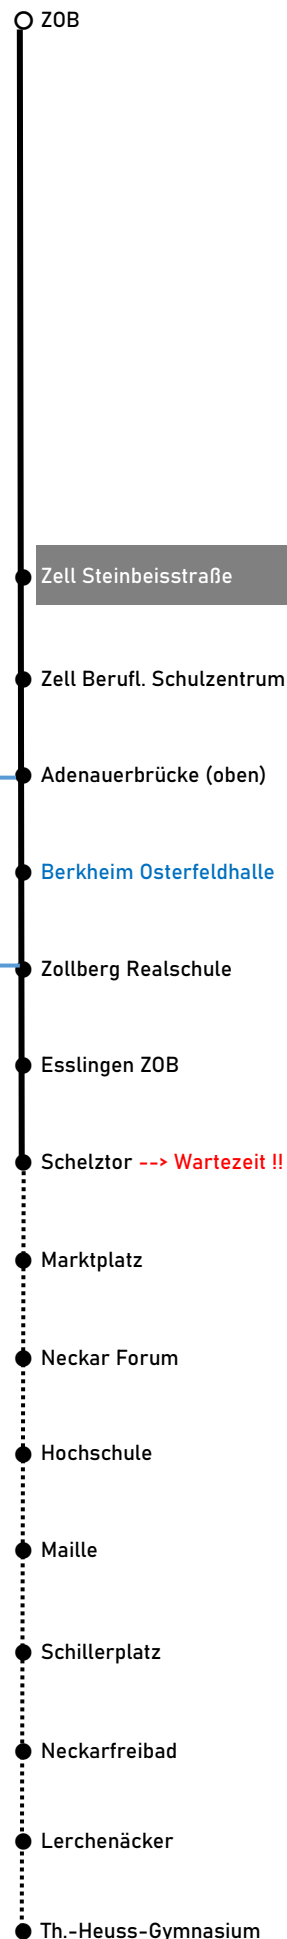 ZOB
Zell Steinbeisstraße
Zell Berufl. Schulzentrum
Adenauerbrücke (oben)
Berkheim Osterfeldhalle
Zollberg Realschule
Esslingen ZOB
Schelztor --> Wartezeit !!
Marktplatz
Neckar Forum
Hochschule
Maille
Schillerplatz
Neckarfreibad
Lerchenäcker
Th.-Heuss-Gymnasium